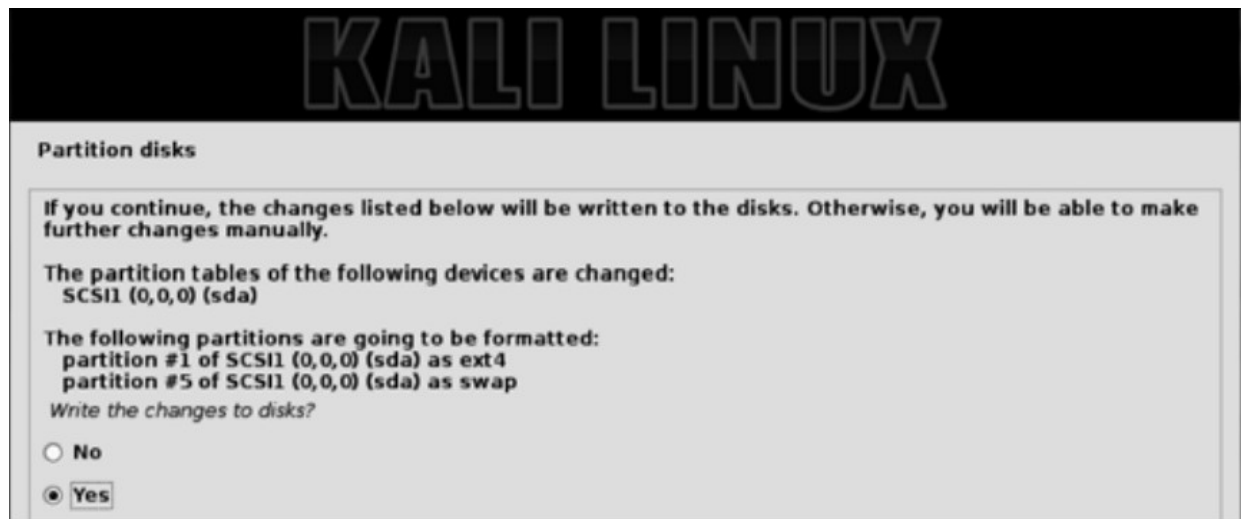 KALI LINUX
Partition disks
If you continue, the changes listed below will be written to the disks. Otherwise, you will be able to make
further changes manually.
The partition tables of the following devices are changed:
SCSI1 (0,0,0) (sda)
The following partitions are going to be formatted:
partition #1 of SCSI1 (0,0,0) (sda) as ext4
partition #5 of SCSI1 (0,0,0) (sda) as swap
Write the changes to disks?
No
Yes